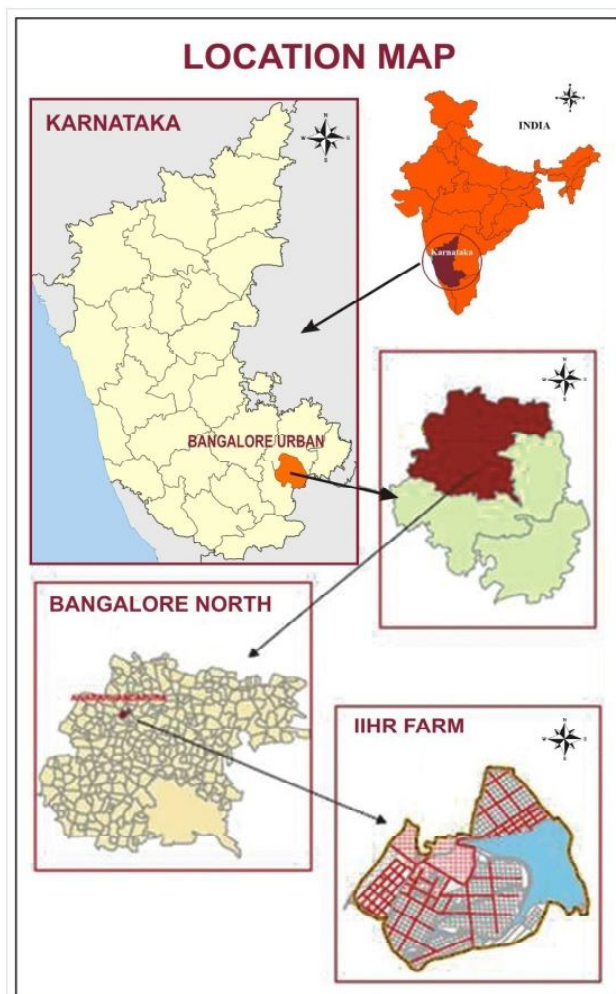 LOCATION MAP
KARNATAKA
N
W E
S
N
W E
S
INDIA
Karnataka
BANGALORE URBAN
N
W E
S
BANGALORE NORTH
IIHR FARM
N
W E
S